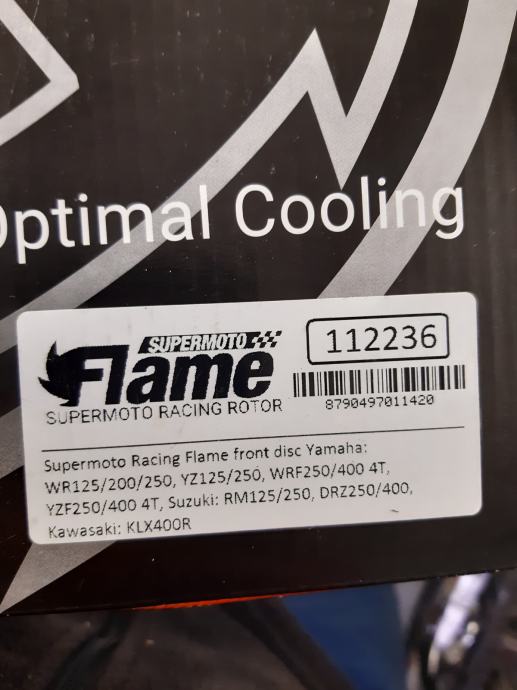 Optimal Cooling
SUPERMOTO
Flame
SUPERMOTO RACING ROTOR
112236
8790497011420
Supermoto Racing Flame front disc Yamaha:
WR125/200/250, YZ125/250, WRF250/400 4T,
YZF250/400 4T, Suzuki: RM125/250, DRZ250/400,
Kawasaki: KLX400R